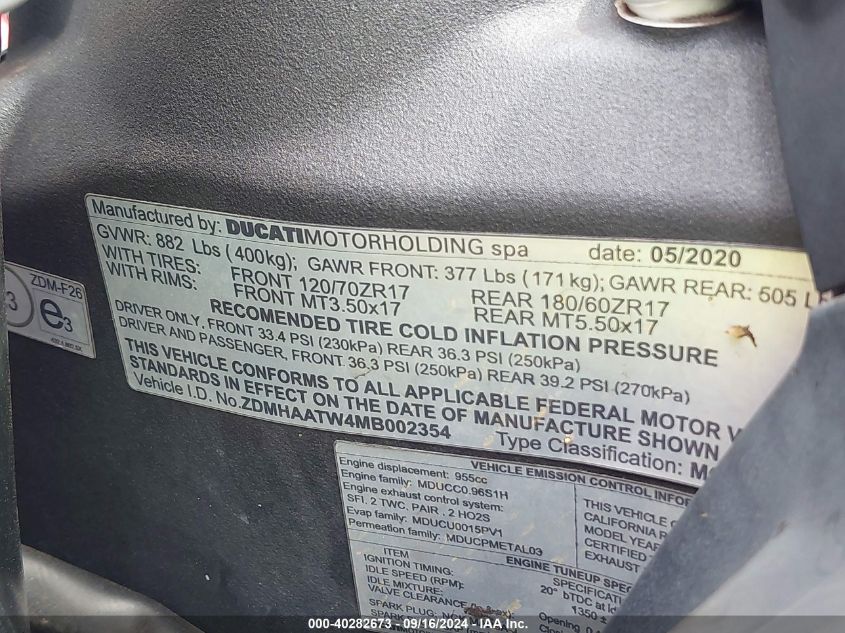 Manufactured by: DUCATIMOTORHOLDING spa date: 05/2020
GVWR: 882 Lbs (400kg); GAWR FRONT: 377 Lbs (171kg); GAWR REAR: 505
WITH TIRES: FRONT 120/70ZR17 REAR 180/60ZR17
WITH RIMS: FRONT MT3.50x17 REAR MT5.50x17
RECOMENDED TIRE COLD INFLATION PRESSURE
DRIVER ONLY, FRONT 33.4 PSI (230kPa) REAR 36.3 PSI (250kPa)
DRIVER AND PASSENGER, FRONT 36.3 PSI (250kPa) REAR 39.2 PSI (270kPa)
THIS VEHICLE CONFORMS TO ALL APPLICABLE FEDERAL MOTOR
STANDARDS IN EFFECT ON THE DATE OF MANUFACTURE SHOWN
Vehicle I.D. No.ZDMHAATW4MB002354 Type Classification:
ZDM-F26
e3
VEHICLE EMISSION CONTROL
Engine displacement: 955cc
Engine family: MDUCC0.96S1H
Engine exhaust control system:
SFI, 2 TWC, PAIR, 2 HO2S
Evap family: MDUCU0015PV1
Permeation family: MDUCPMETAL03
THIS VEHICLE
CALIFORNIA
MODEL YEAR
CERTIFIED
EXHAUST
ENGINE TUNEUP
ITEM
IGNITION TIMING: 20° bTDC at
IDLE SPEED (RPM): 1350 ±
IDLE MIXTURE:
VALVE CLEARANCE Opening
SPARK PLUG:
000-40282673 - 09/16/2024 - IAA Inc.